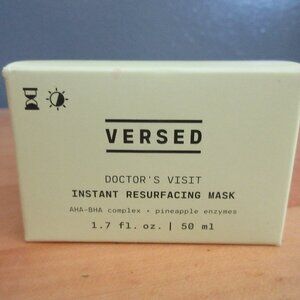 VERSED
DOCTOR'S VISIT
INSTANT RESURFACING MASK
AHA-BHA complex • pineapple enzymes
1.7 fl. oz. | 50 ml